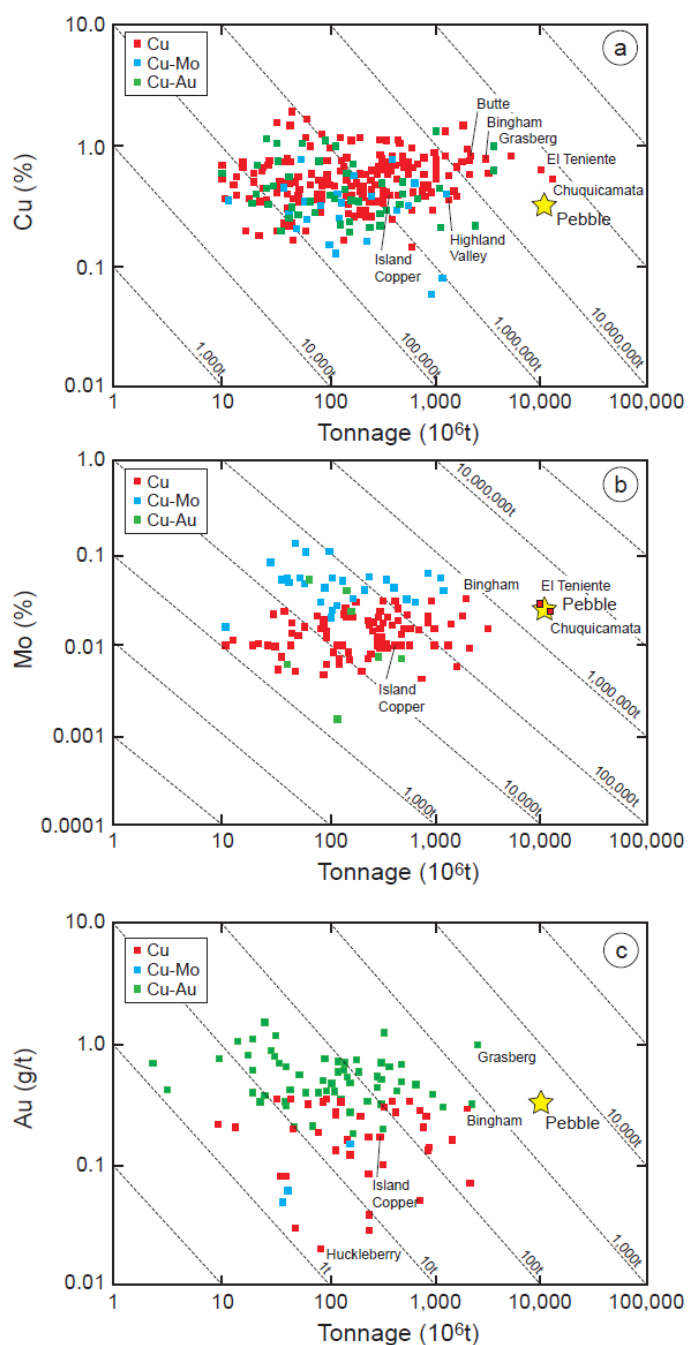 a
Cu
Cu-Mo
Cu-Au
10.0
1.0
0.1
0.01
Cu (%)
Butte
Bingham
Grasberg
El Teniente
Chuquicamata
Pebble
Highland
Valley
Island
Copper
1,000t
10,000t
100,000t
1,000,000t
10,000,000t
1
10
100
1,000
10,000
100,000
Tonnage (10⁶t)
b
Cu
Cu-Mo
Cu-Au
1.0
0.1
0.01
0.001
0.0001
Mo (%)
10,000,000t
Bingham
El Teniente
Pebble
Chuquicamata
Island
Copper
1,000t
10,000t
100,000t
1,000,000t
1
10
100
1,000
10,000
100,000
Tonnage (10⁶t)
c
Cu
Cu-Mo
Cu-Au
10.0
1.0
0.1
0.01
Au (g/t)
Grasberg
Bingham
Pebble
Island
Copper
Huckleberry
1t
10t
100t
1,000t
10,000t
1
10
100
1,000
10,000
100,000
Tonnage (10⁶t)